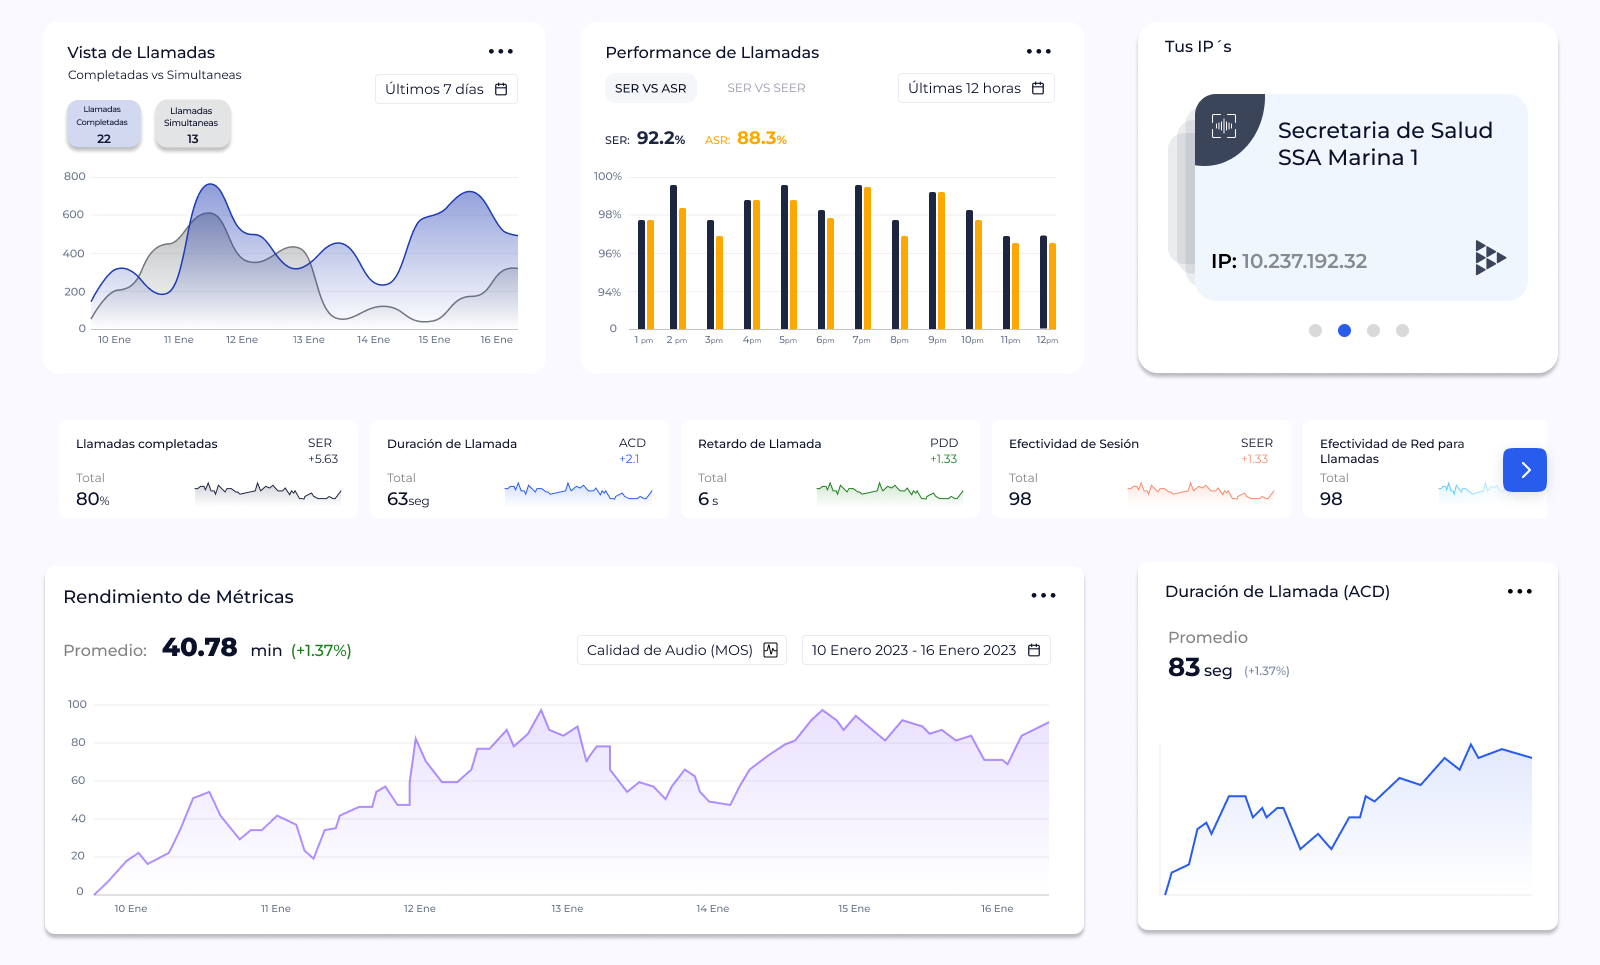 Vista de Llamadas
Completadas vs Simultaneas
Últimos 7 días
Llamadas
Completadas
22
Llamadas
Simultaneas
13
800
600
400
200
0
10 Ene
11 Ene
12 Ene
13 Ene
14 Ene
15 Ene
16 Ene
Performance de Llamadas
SER VS ASR
SER VS SEER
Últimas 12 horas
SER: 92.2%
ASR: 88.3%
100%
98%
96%
94%
0
1 pm
2 pm
3pm
4pm
5pm
6pm
7pm
8pm
9pm
10pm
11pm
12pm
Tus IP´s
Secretaria de Salud
SSA Marina 1
IP: 10.237.192.32
Llamadas completadas
SER
+5.63
Total
80%
Duración de Llamada
ACD
+2.1
Total
63seg
Retardo de Llamada
PDD
+1.33
Total
6 s
Efectividad de Sesión
SEER
+1.33
Total
98
Efectividad de Red para
Llamadas
Total
98
Rendimiento de Métricas
Promedio: 40.78 min (+1.37%)
Calidad de Audio (MOS)
10 Enero 2023 - 16 Enero 2023
100
80
60
40
20
0
10 Ene
11 Ene
12 Ene
13 Ene
14 Ene
15 Ene
16 Ene
Duración de Llamada (ACD)
Promedio
83 seg (+1.37%)